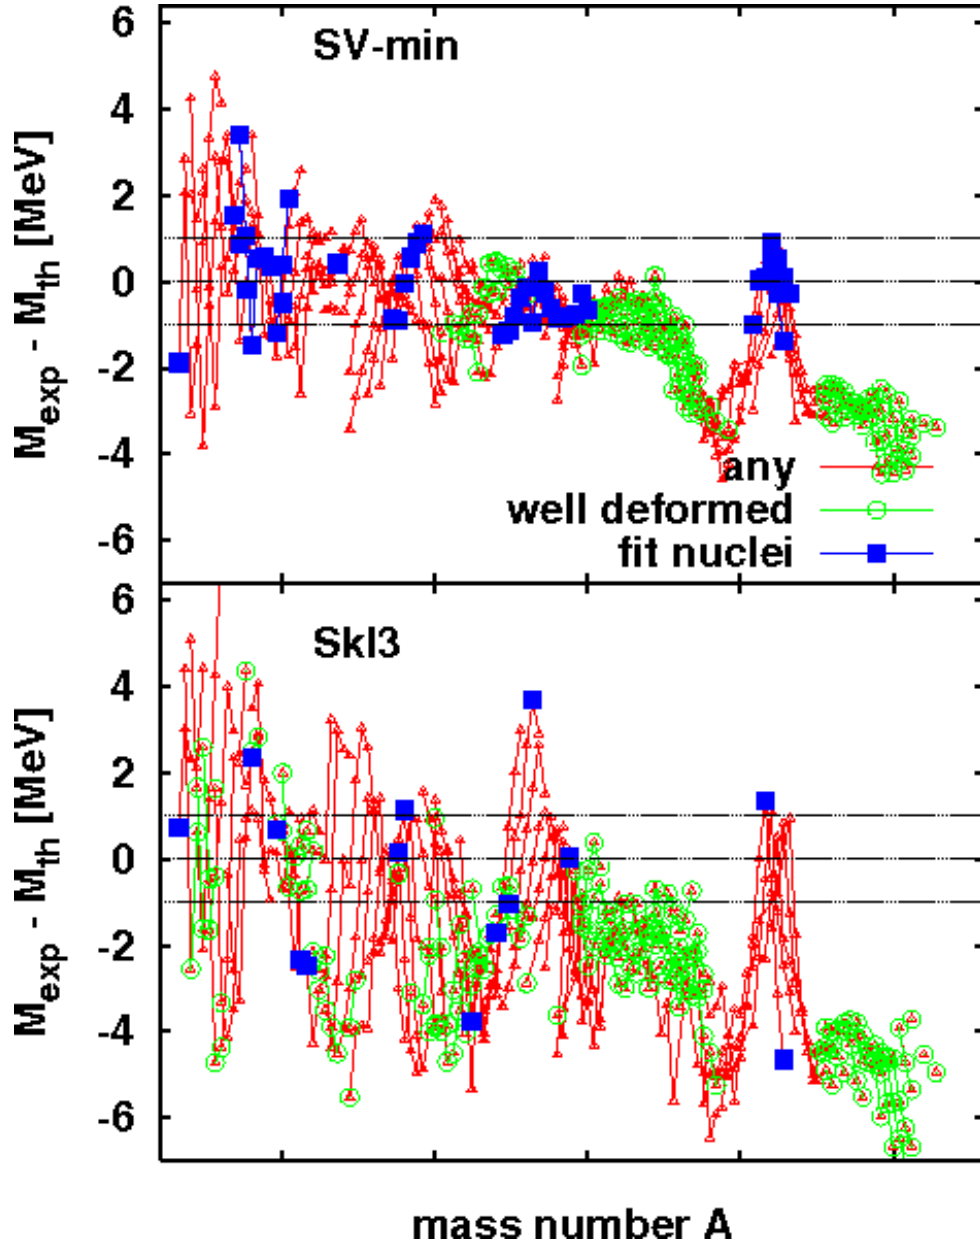 6
SV-min
4
2
0
-2
-4
-6
M_exp - M_th [MeV]
any
well deformed
fit nuclei
6
SkI3
4
2
0
-2
-4
-6
M_exp - M_th [MeV]
mass number A